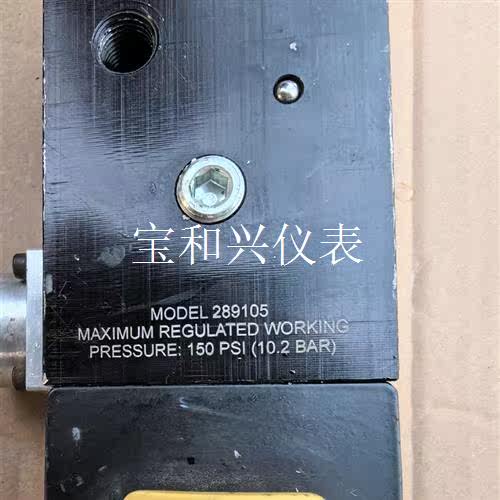 宝和兴仪表
MODEL 289105
MAXIMUM REGULATED WORKING
PRESSURE: 150 PSI (10.2 BAR)